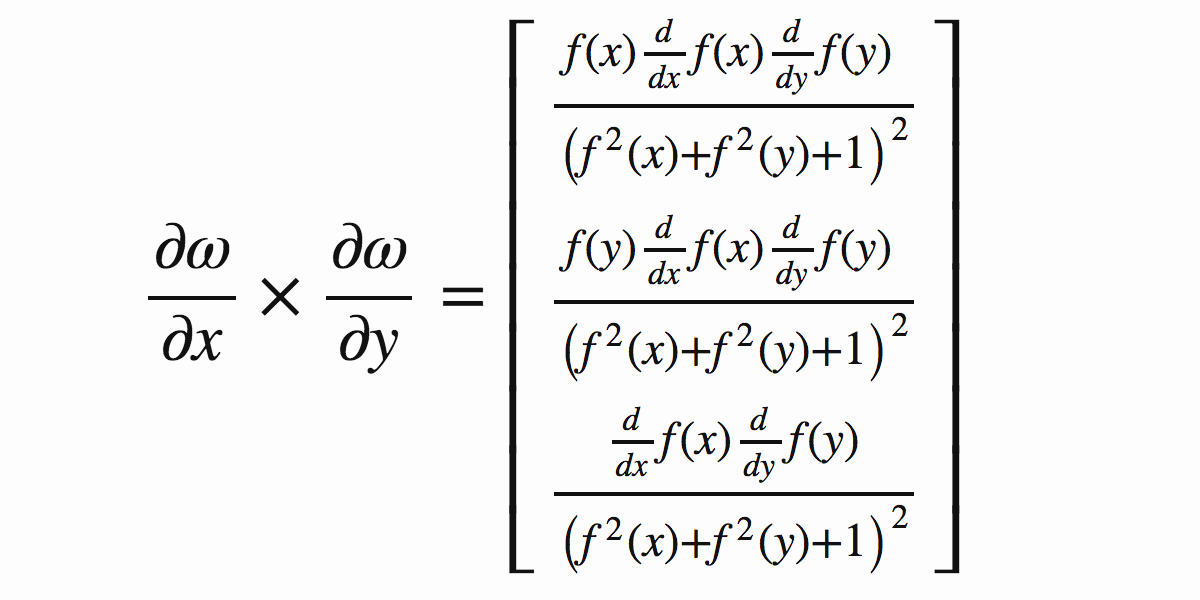 ∂ω/∂x × ∂ω/∂y = [
f(x) d/dx f(x) d/dy f(y) / (f²(x)+f²(y)+1)²
f(y) d/dx f(x) d/dy f(y) / (f²(x)+f²(y)+1)²
d/dx f(x) d/dy f(y) / (f²(x)+f²(y)+1)²
]